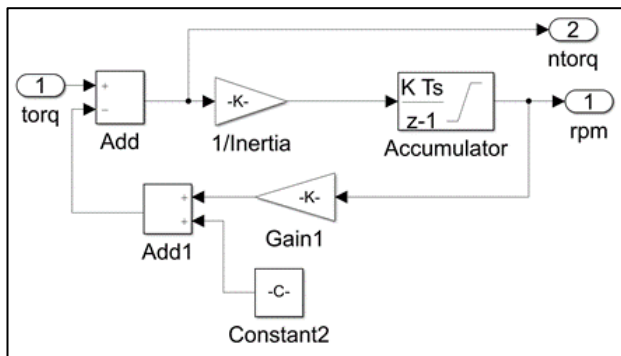 2
ntorq
1
torq
+
−
Add
-K-
1/Inertia
K Ts
z-1
Accumulator
1
rpm
+
+
Add1
-K-
Gain1
-C-
Constant2